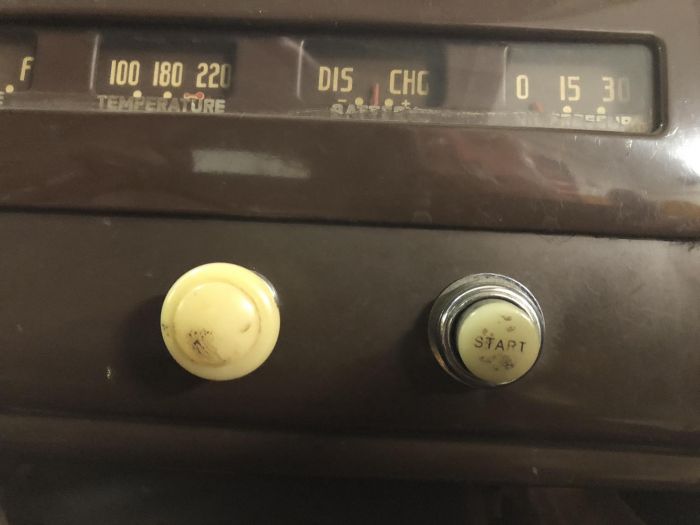 F
100 180 220
TEMPERATURE
DIS CHG
- +
0 15 30
START